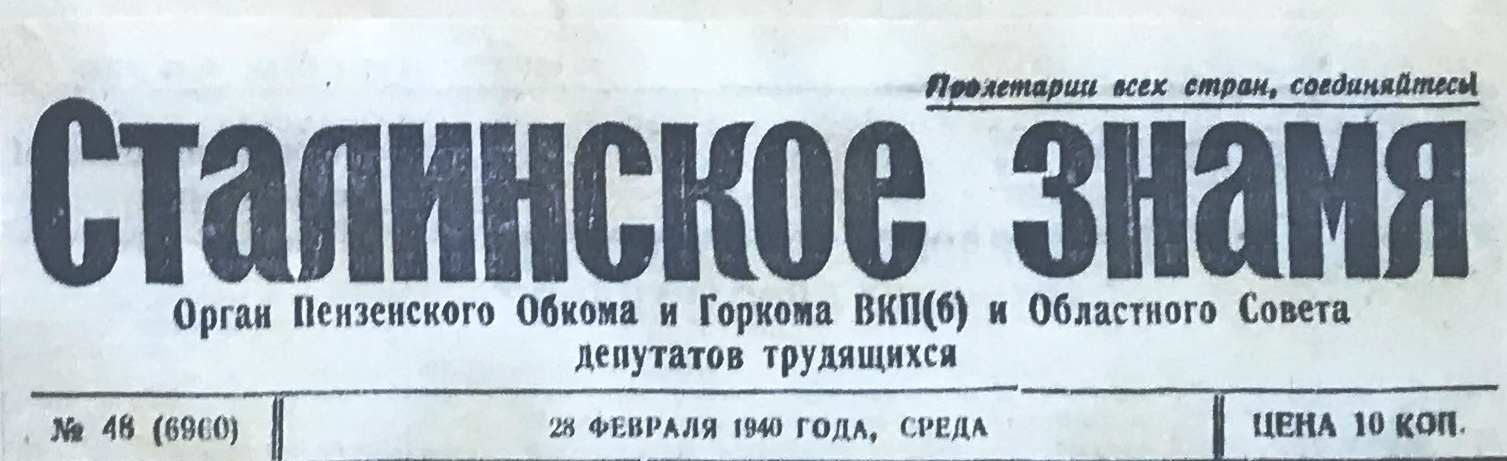 Пролетарии всех стран, соединяйтесь!
Сталинское знамя
Орган Пензенского Обкома и Горкома ВКП(б) и Областного Совета
депутатов трудящихся
№ 48 (6960)
28 ФЕВРАЛЯ 1940 ГОДА, СРЕДА
ЦЕНА 10 КОП.